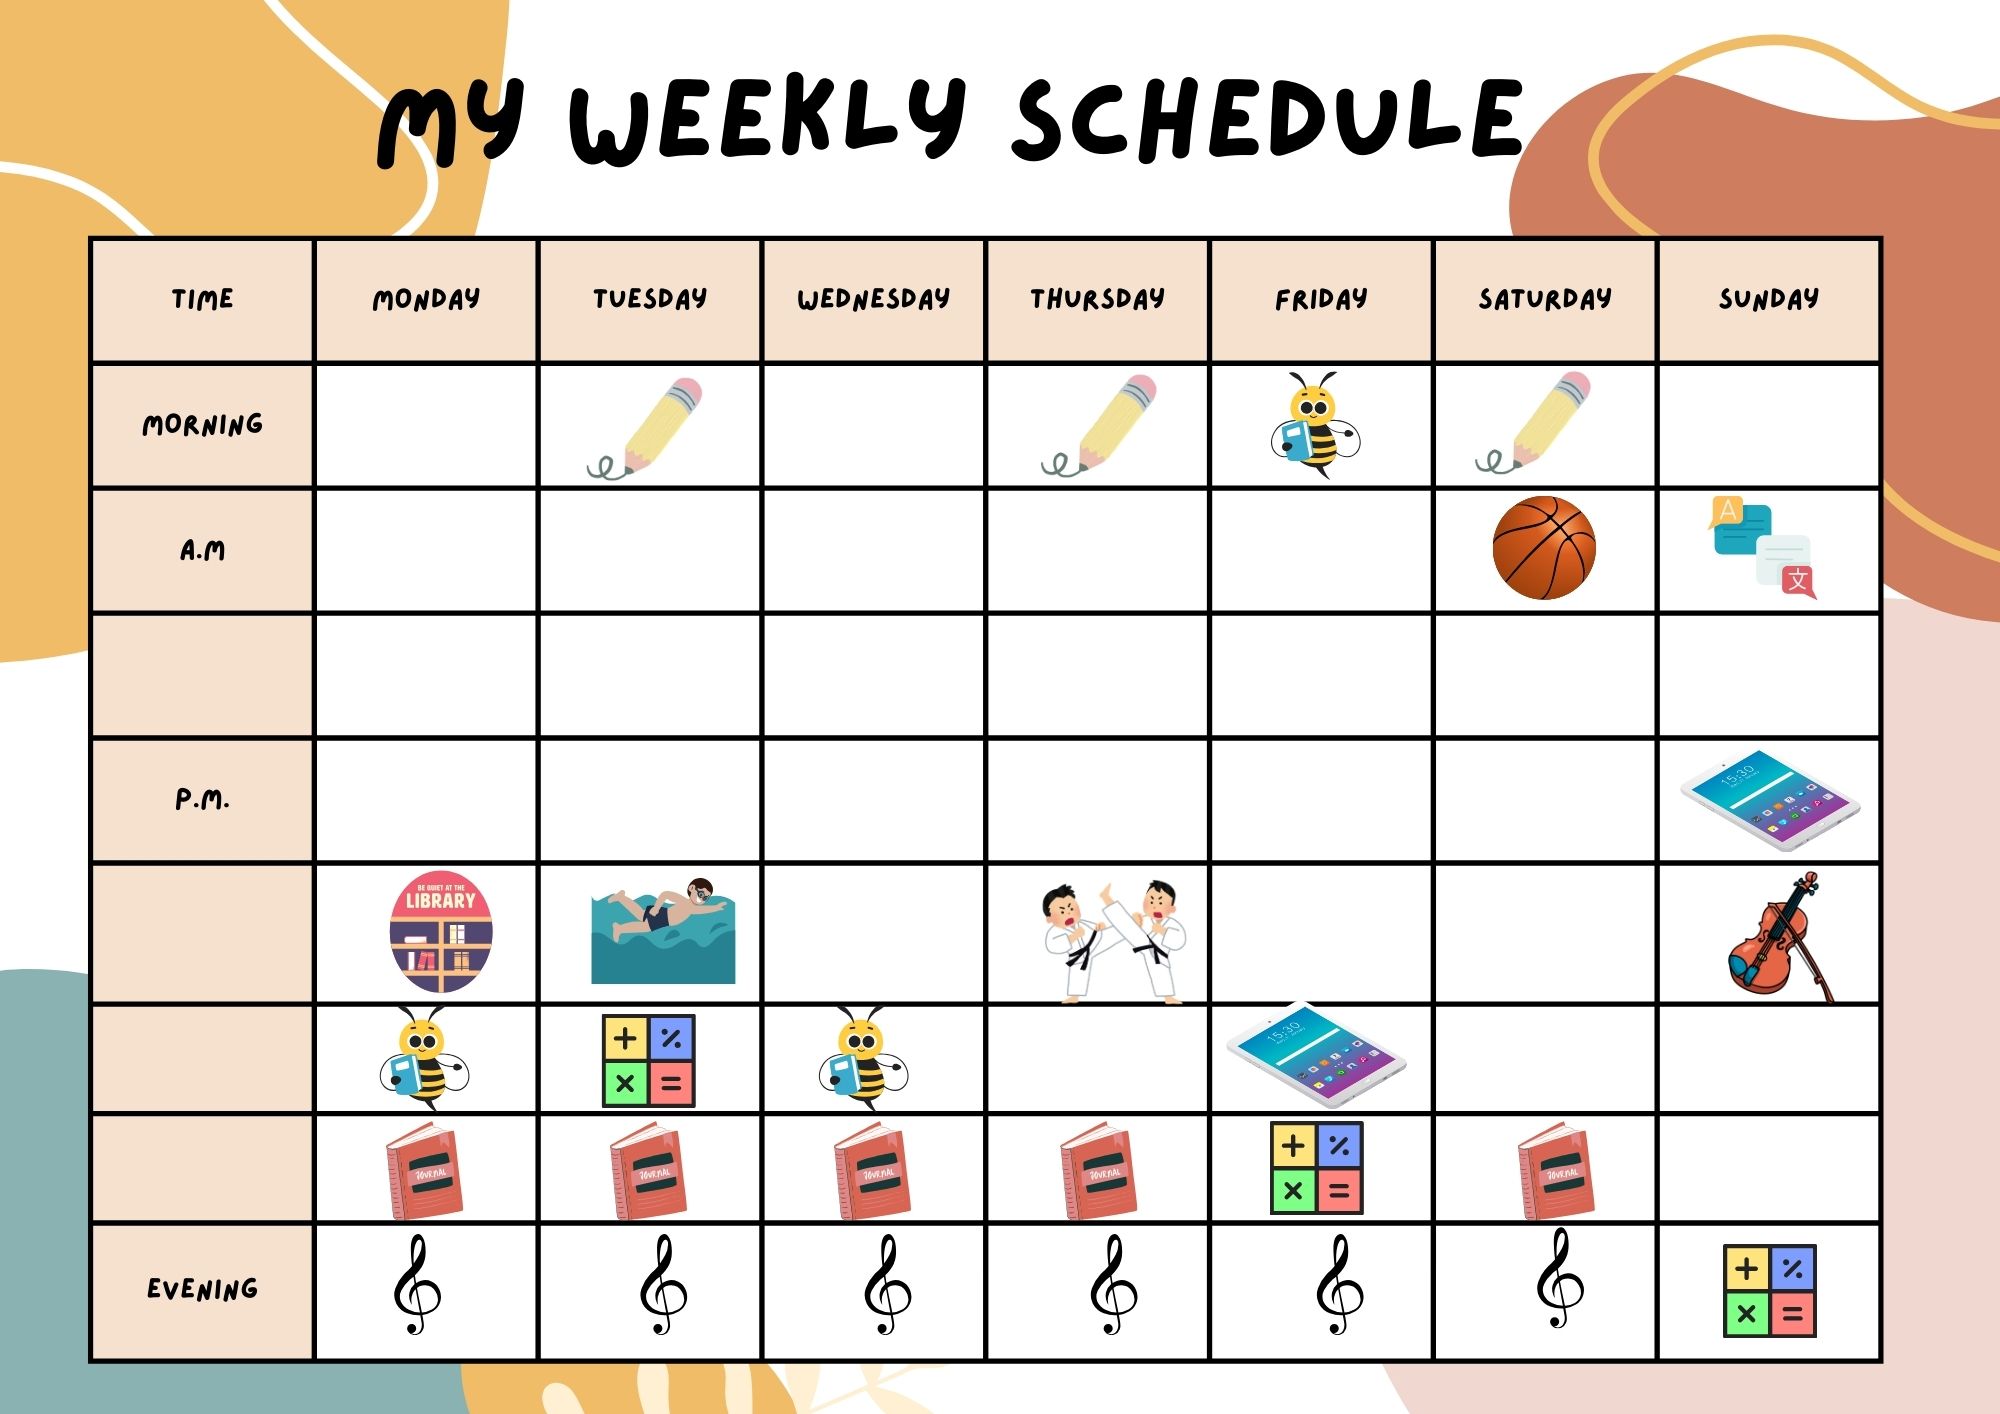 MY WEEKLY SCHEDULE
TIME MONDAY TUESDAY WEDNESDAY THURSDAY FRIDAY SATURDAY SUNDAY
MORNING
A.M
A
文
P.M.
15:30
BE QUIET AT THE
LIBRARY
15:30
+ % + %
× = × =
JOURNAL JOURNAL JOURNAL JOURNAL JOURNAL
EVENING
+ %
× =